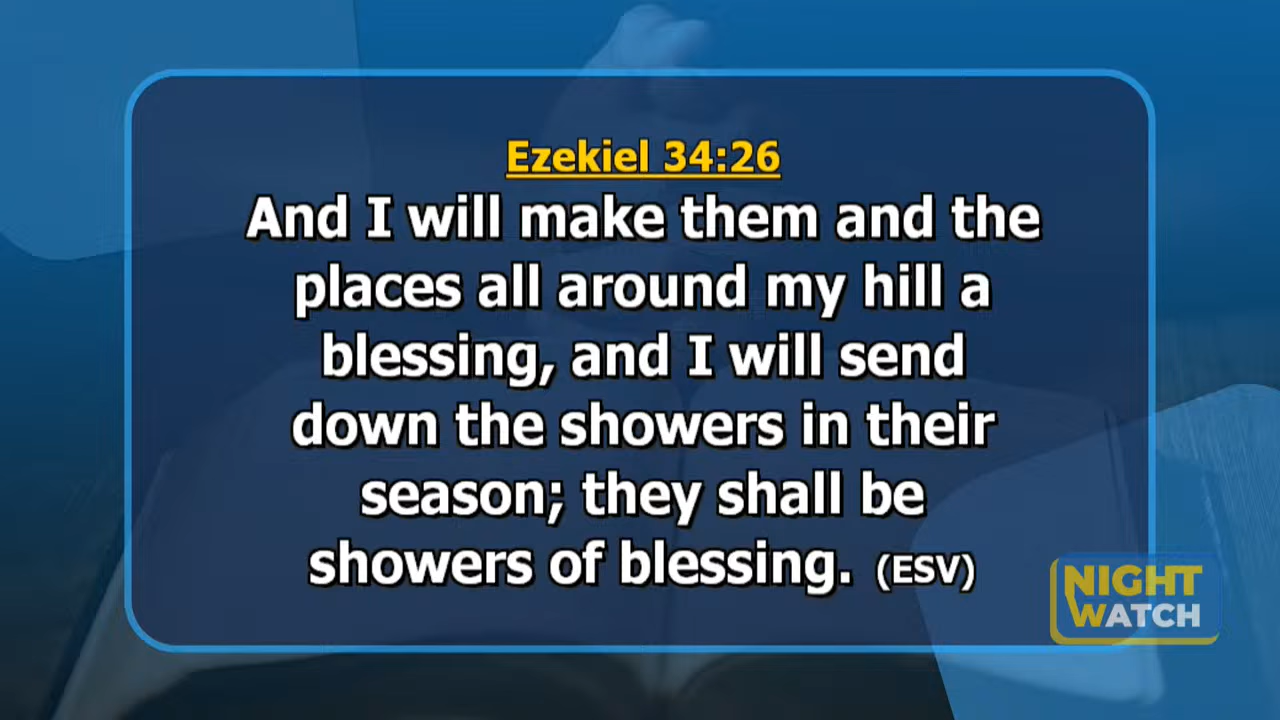 Ezekiel 34:26
And I will make them and the
places all around my hill a
blessing, and I will send
down the showers in their
season; they shall be
showers of blessing. (ESV)
NIGHT
WATCH